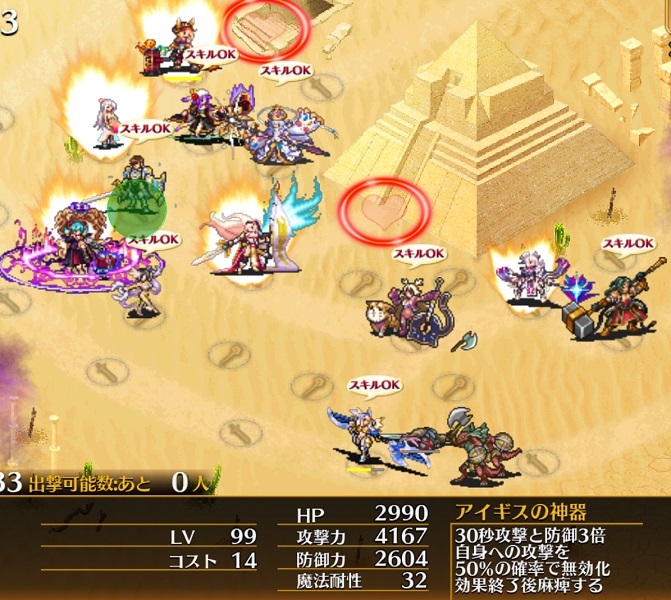 3
スキルOK
スキルOK
スキルOK
スキルOK
スキルOK
スキルOK
スキルOK
33 出撃可能数:あと 0人
LV 99
コスト 14
HP 2990
攻撃力 4167
防御力 2604
魔法耐性 32
アイギスの神器
30秒攻撃と防御3倍
自身への攻撃を
50%の確率で無効化
効果終了後麻痺する